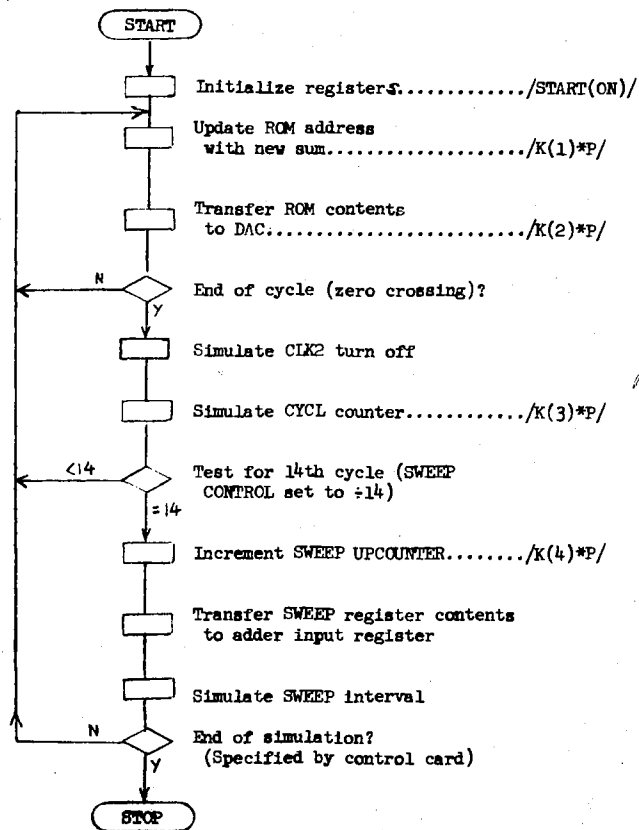 START
Initialize registers............/START(ON)/
Update ROM address
with new sum................/K(1)*P/
Transfer ROM contents
to DAC....................../K(2)*P/
N
End of cycle (zero crossing)?
Y
Simulate CLK2 turn off
Simulate CYCL counter...........​/K(3)*P/
<14
Test for 14th cycle (SWEEP
CONTROL set to ÷14)
=14
Increment SWEEP UPCOUNTER......../K(4)*P/
Transfer SWEEP register contents
to adder input register
Simulate SWEEP interval
N
End of simulation?
(Specified by control card)
Y
STOP